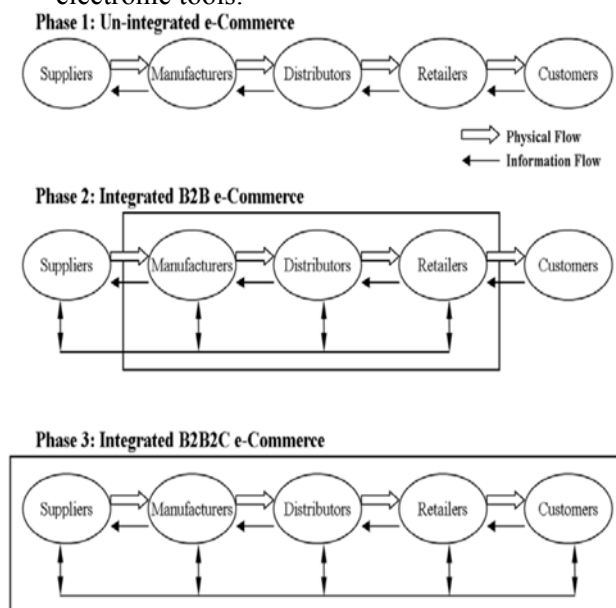 electronic tools.
Phase 1: Un-integrated e-Commerce
Suppliers Manufacturers Distributors Retailers Customers
Physical Flow
Information Flow
Phase 2: Integrated B2B e-Commerce
Suppliers Manufacturers Distributors Retailers Customers
Phase 3: Integrated B2B2C e-Commerce
Suppliers Manufacturers Distributors Retailers Customers